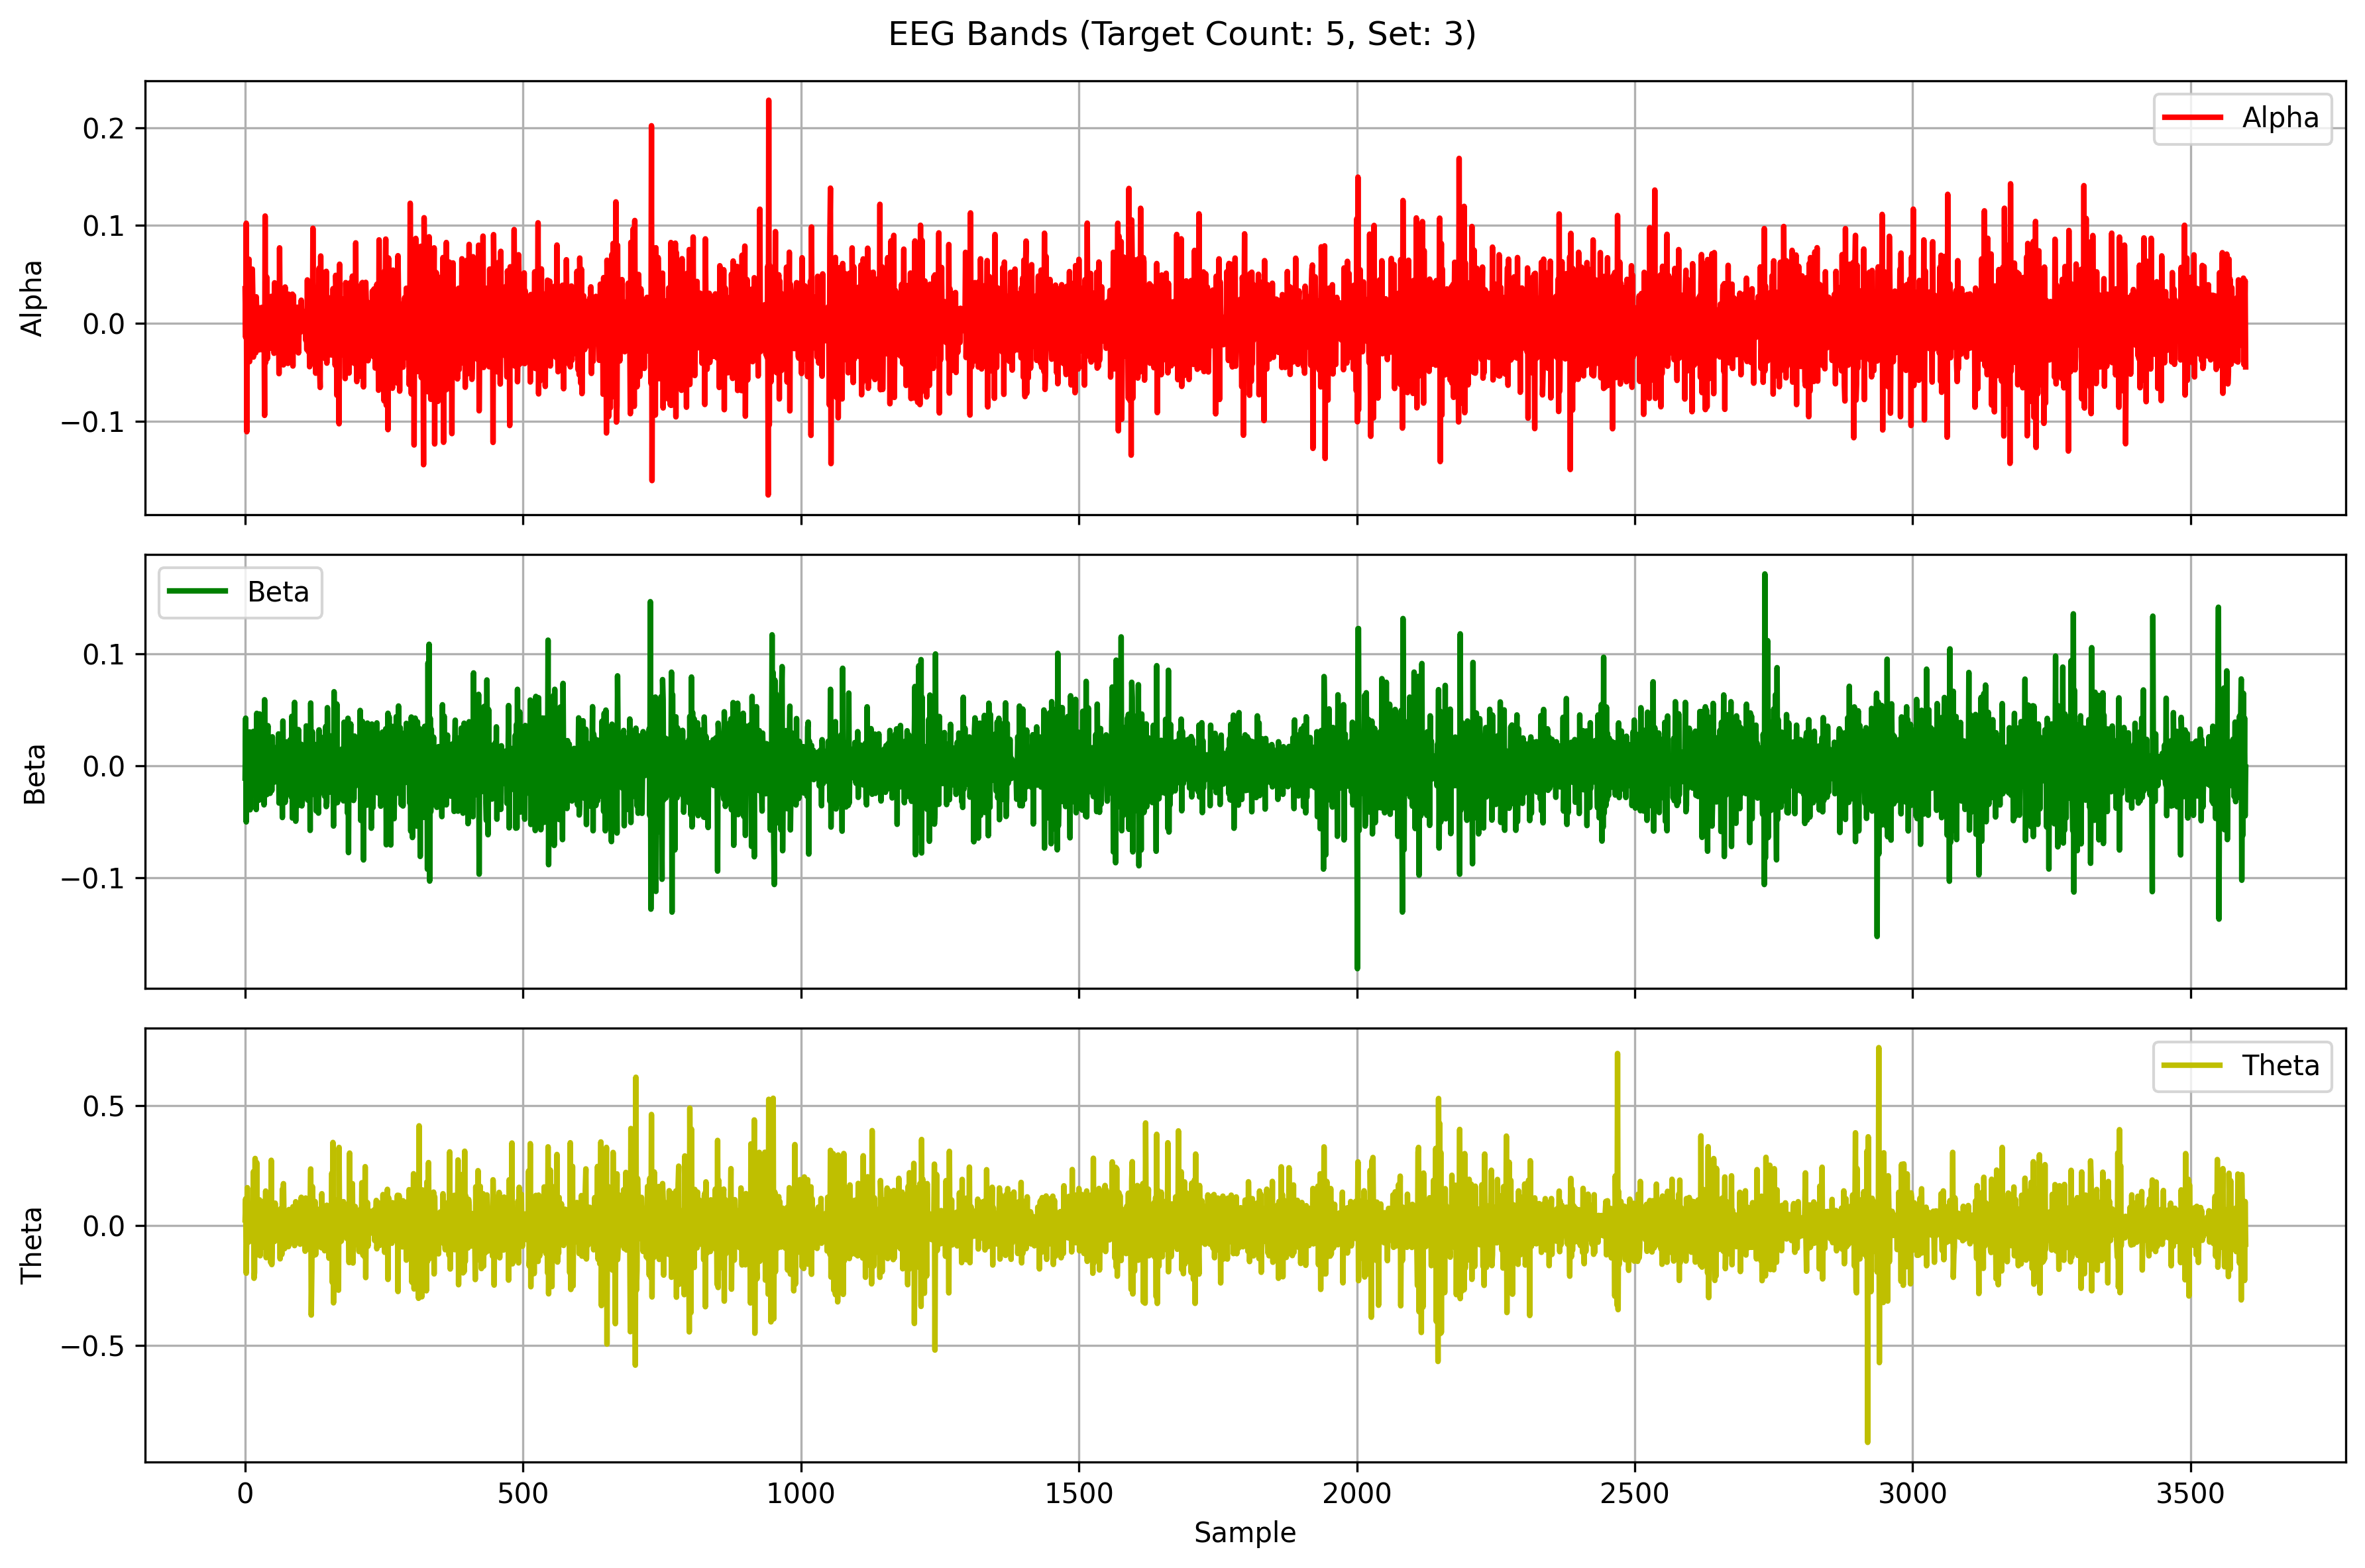 EEG Bands (Target Count: 5, Set: 3)
Alpha
0.2
0.1
0.0
−0.1
Alpha
Beta
0.1
0.0
−0.1
Beta
Theta
0.5
0.0
−0.5
Theta
0 500 1000 1500 2000 2500 3000 3500
Sample